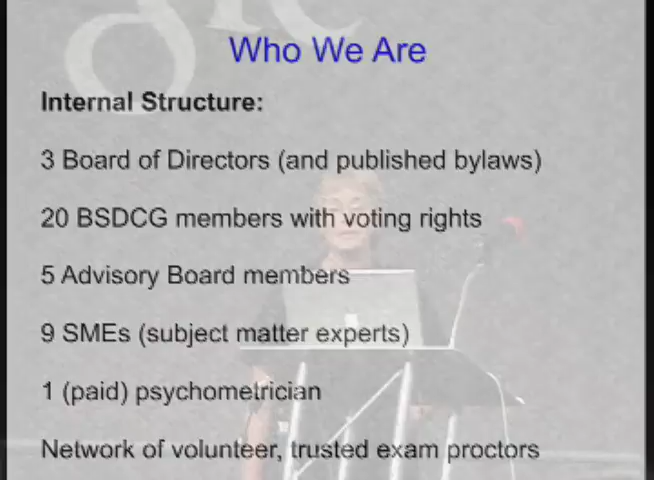 Who We Are
Internal Structure:
3 Board of Directors (and published bylaws)
20 BSDCG members with voting rights
5 Advisory Board members
9 SMEs (subject matter experts)
1 (paid) psychometrician
Network of volunteer, trusted exam proctors